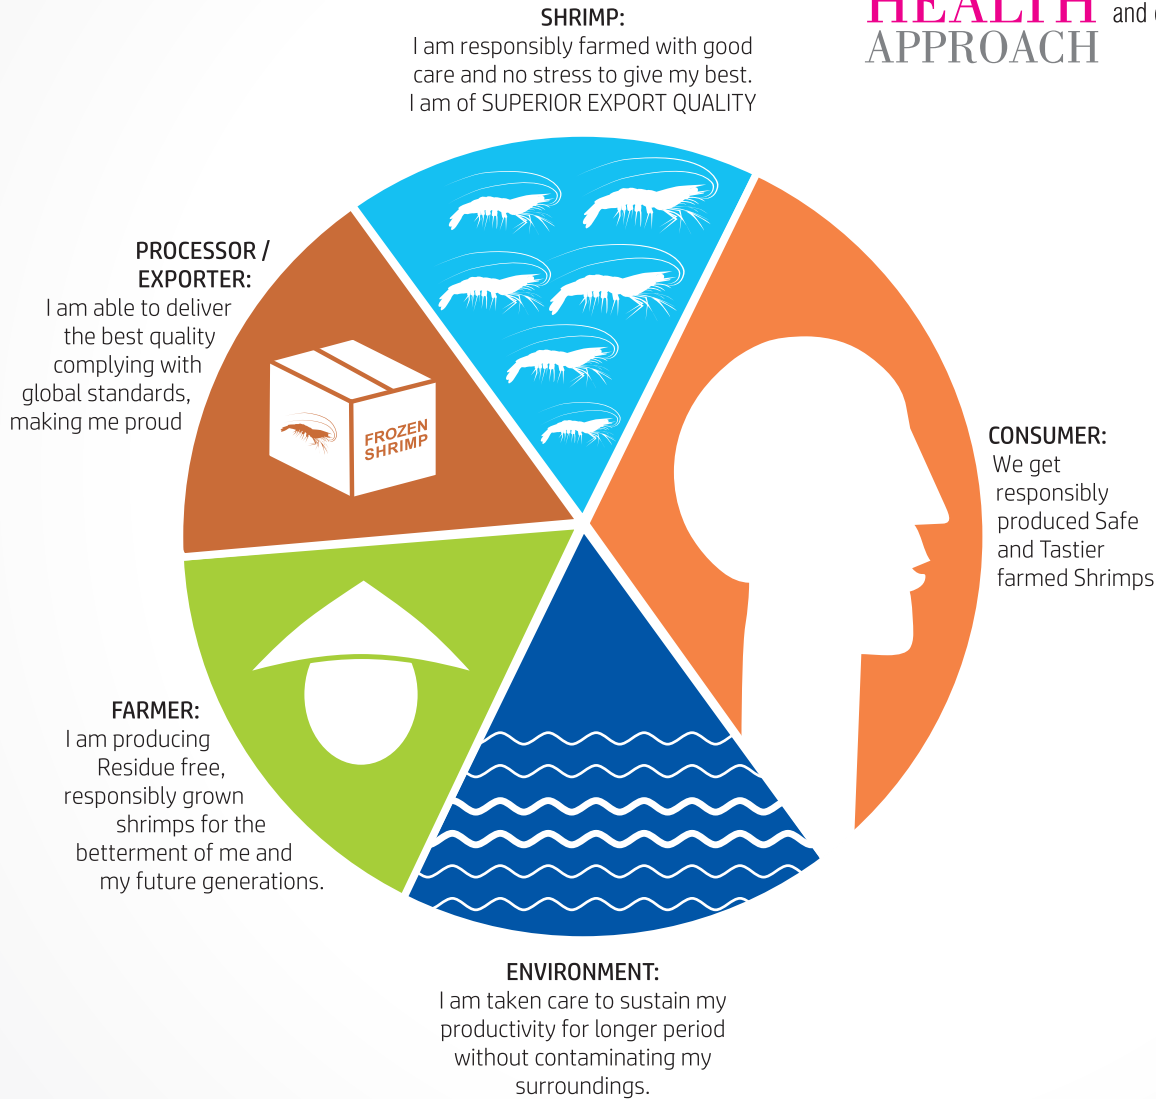 SHRIMP:
I am responsibly farmed with good
care and no stress to give my best.
I am of SUPERIOR EXPORT QUALITY
HEALTH
and
APPROACH
PROCESSOR /
EXPORTER:
I am able to deliver
the best quality
complying with
global standards,
making me proud
FROZEN
SHRIMP
CONSUMER:
We get
responsibly
produced Safe
and Tastier
farmed Shrimps
FARMER:
I am producing
Residue free,
responsibly grown
shrimps for the
betterment of me and
my future generations.
ENVIRONMENT:
I am taken care to sustain my
productivity for longer period
without contaminating my
surroundings.